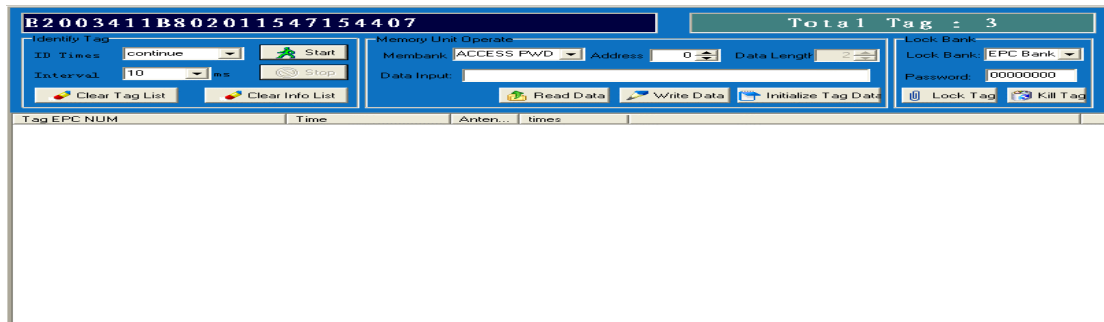 E2003411B802011547154407
Total Tag : 3
Identify Tag
ID Times continue Start
Interval 10 ms Stop
Clear Tag List Clear Info List
Memory Unit Operate
Membank ACCESS PWD Address 0 Data Length 2
Data Input:
Read Data Write Data Initialize Tag Data
Lock Bank
Lock Bank: EPC Bank
Password: 00000000
Lock Tag Kill Tag
Tag EPC NUM Time Anten... times